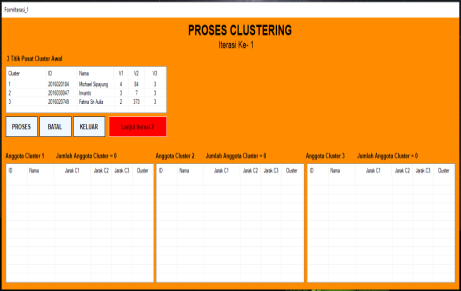 FormIterasi_1
PROSES CLUSTERING
Iterasi Ke- 1
3 Titik Pusat Cluster Awal
Cluster ID Nama V1 V2 V3
1 2016020184 Michael Sipayung 4 84 3
2 2016030047 Irwanto 3 7 3
3 2016020749 Fatma Sri Aulia 2 373 3
PROSES BATAL KELUAR Lanjut Iterasi 2
Anggota Cluster 1 Jumlah Anggota Cluster = 0 Anggota Cluster 2 Jumlah Anggota Cluster = 0 Anggota Cluster 3 Jumlah Anggota Cluster = 0
ID Nama Jarak C1 Jarak C2 Jarak C3 Cluster ID Nama Jarak C1 Jarak C2 Jarak C3 Cluster ID Nama Jarak C1 Jarak C2 Jarak C3 Cluster